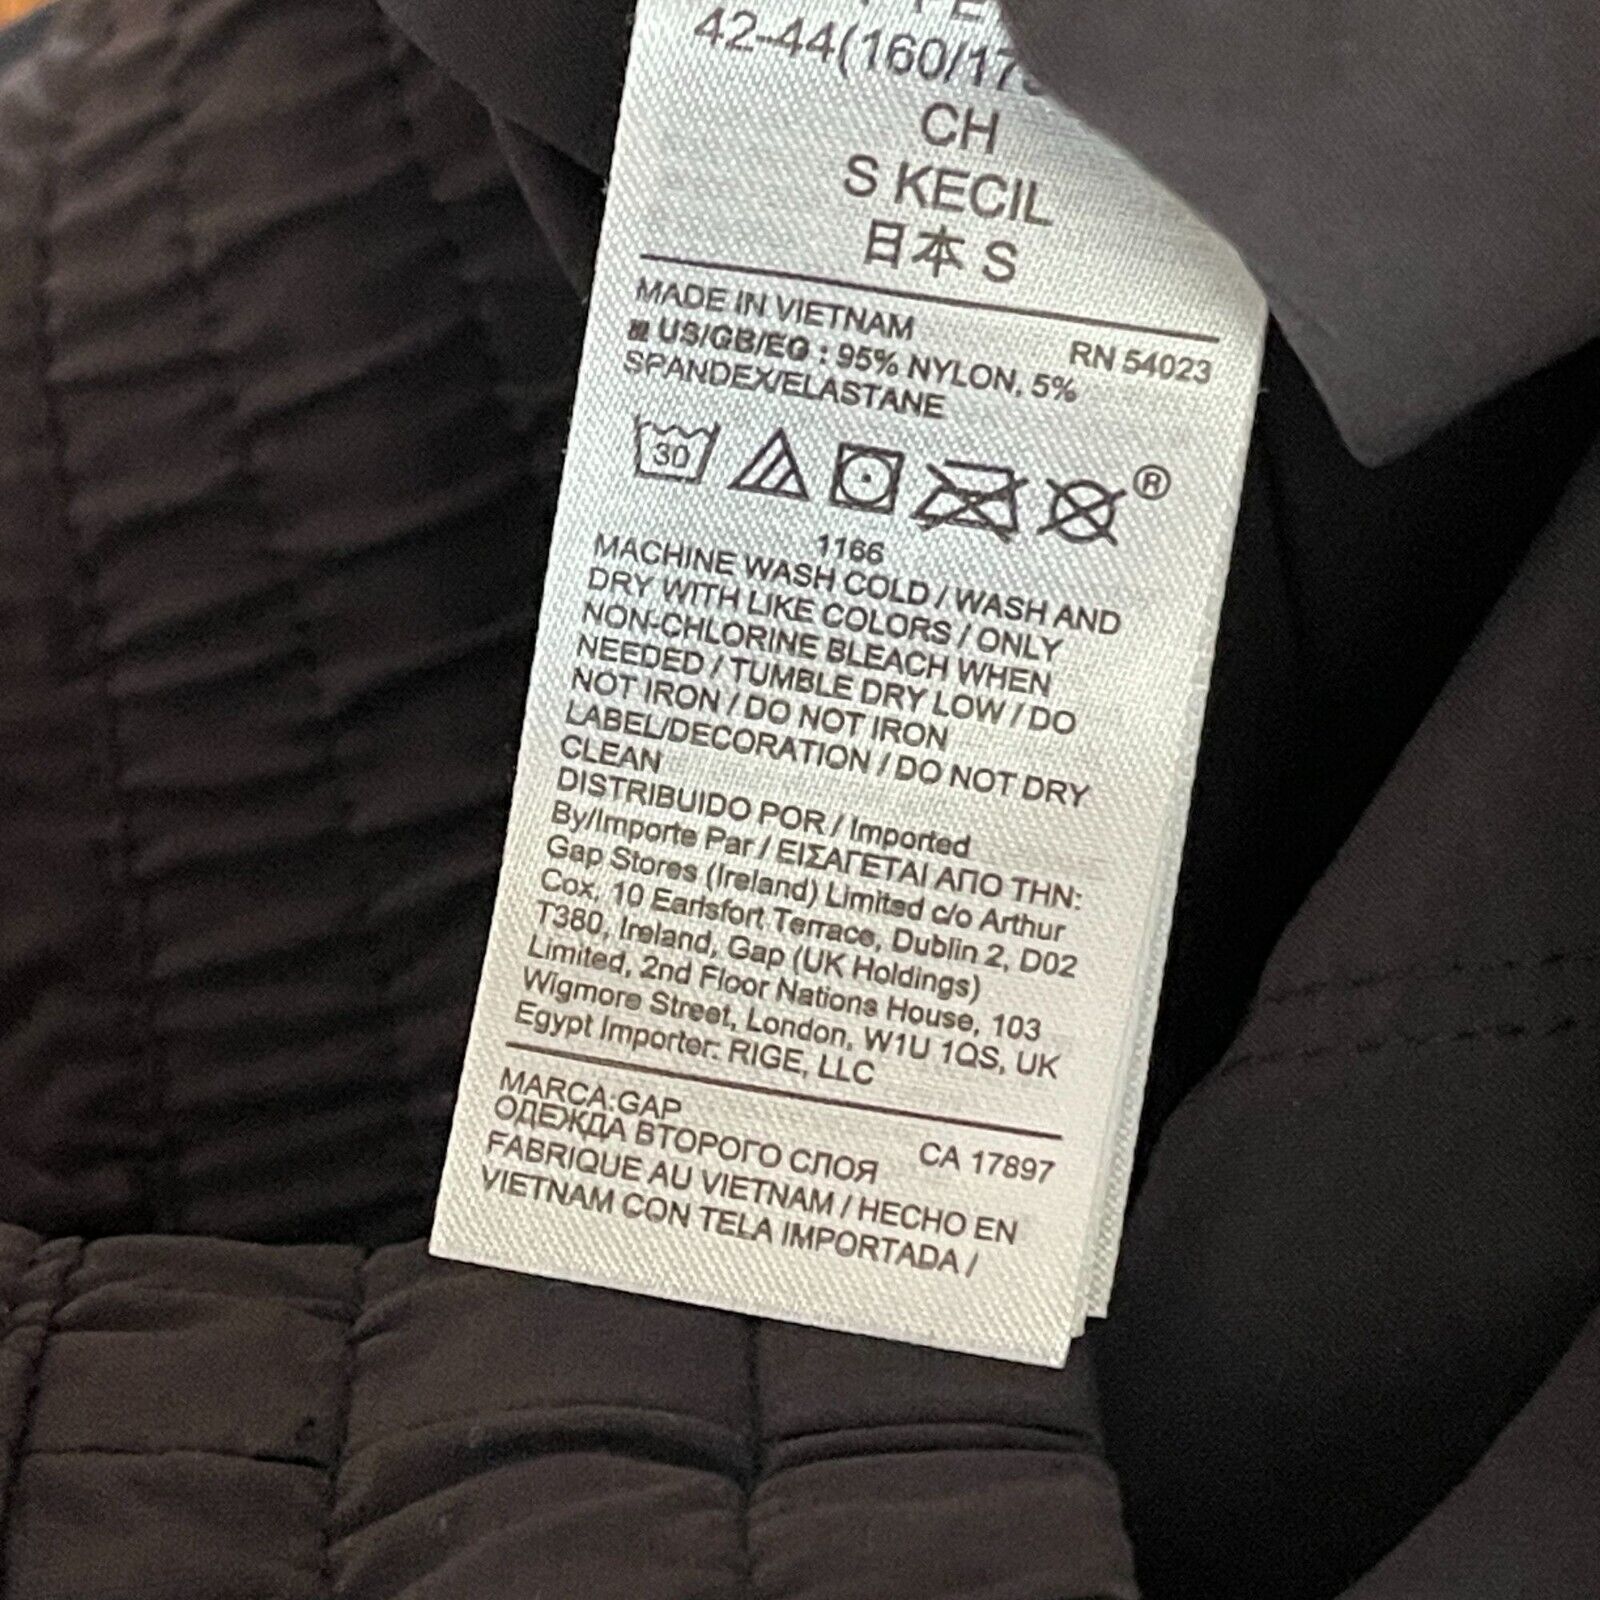 42-44(160/17
CH
S KECIL
日本 S
MADE IN VIETNAM
RN 54023
US/GB/EG : 95% NYLON, 5%
SPANDEX/ELASTANE
30
®
1166
MACHINE WASH COLD / WASH AND
DRY WITH LIKE COLORS / ONLY
NON-CHLORINE BLEACH WHEN
NEEDED / TUMBLE DRY LOW / DO
NOT IRON / DO NOT IRON
LABEL/DECORATION / DO NOT DRY
CLEAN
DISTRIBUIDO POR / Imported
By/Importe Par / ΕΙΣΑΓΕΤΑΙ ΑΠΟ ΤΗΝ:
Gap Stores (Ireland) Limited c/o Arthur
Cox, 10 Earlsfort Terrace, Dublin 2, D02
T380, Ireland, Gap (UK Holdings)
Limited, 2nd Floor Nations House, 103
Wigmore Street, London, W1U 1QS, UK
Egypt Importer: RIGE, LLC
MARCA:GAP
CA 17897
ОДЕЖДА ВТОРОГО СЛОЯ
FABRIQUE AU VIETNAM / HECHO EN
VIETNAM CON TELA IMPORTADA /